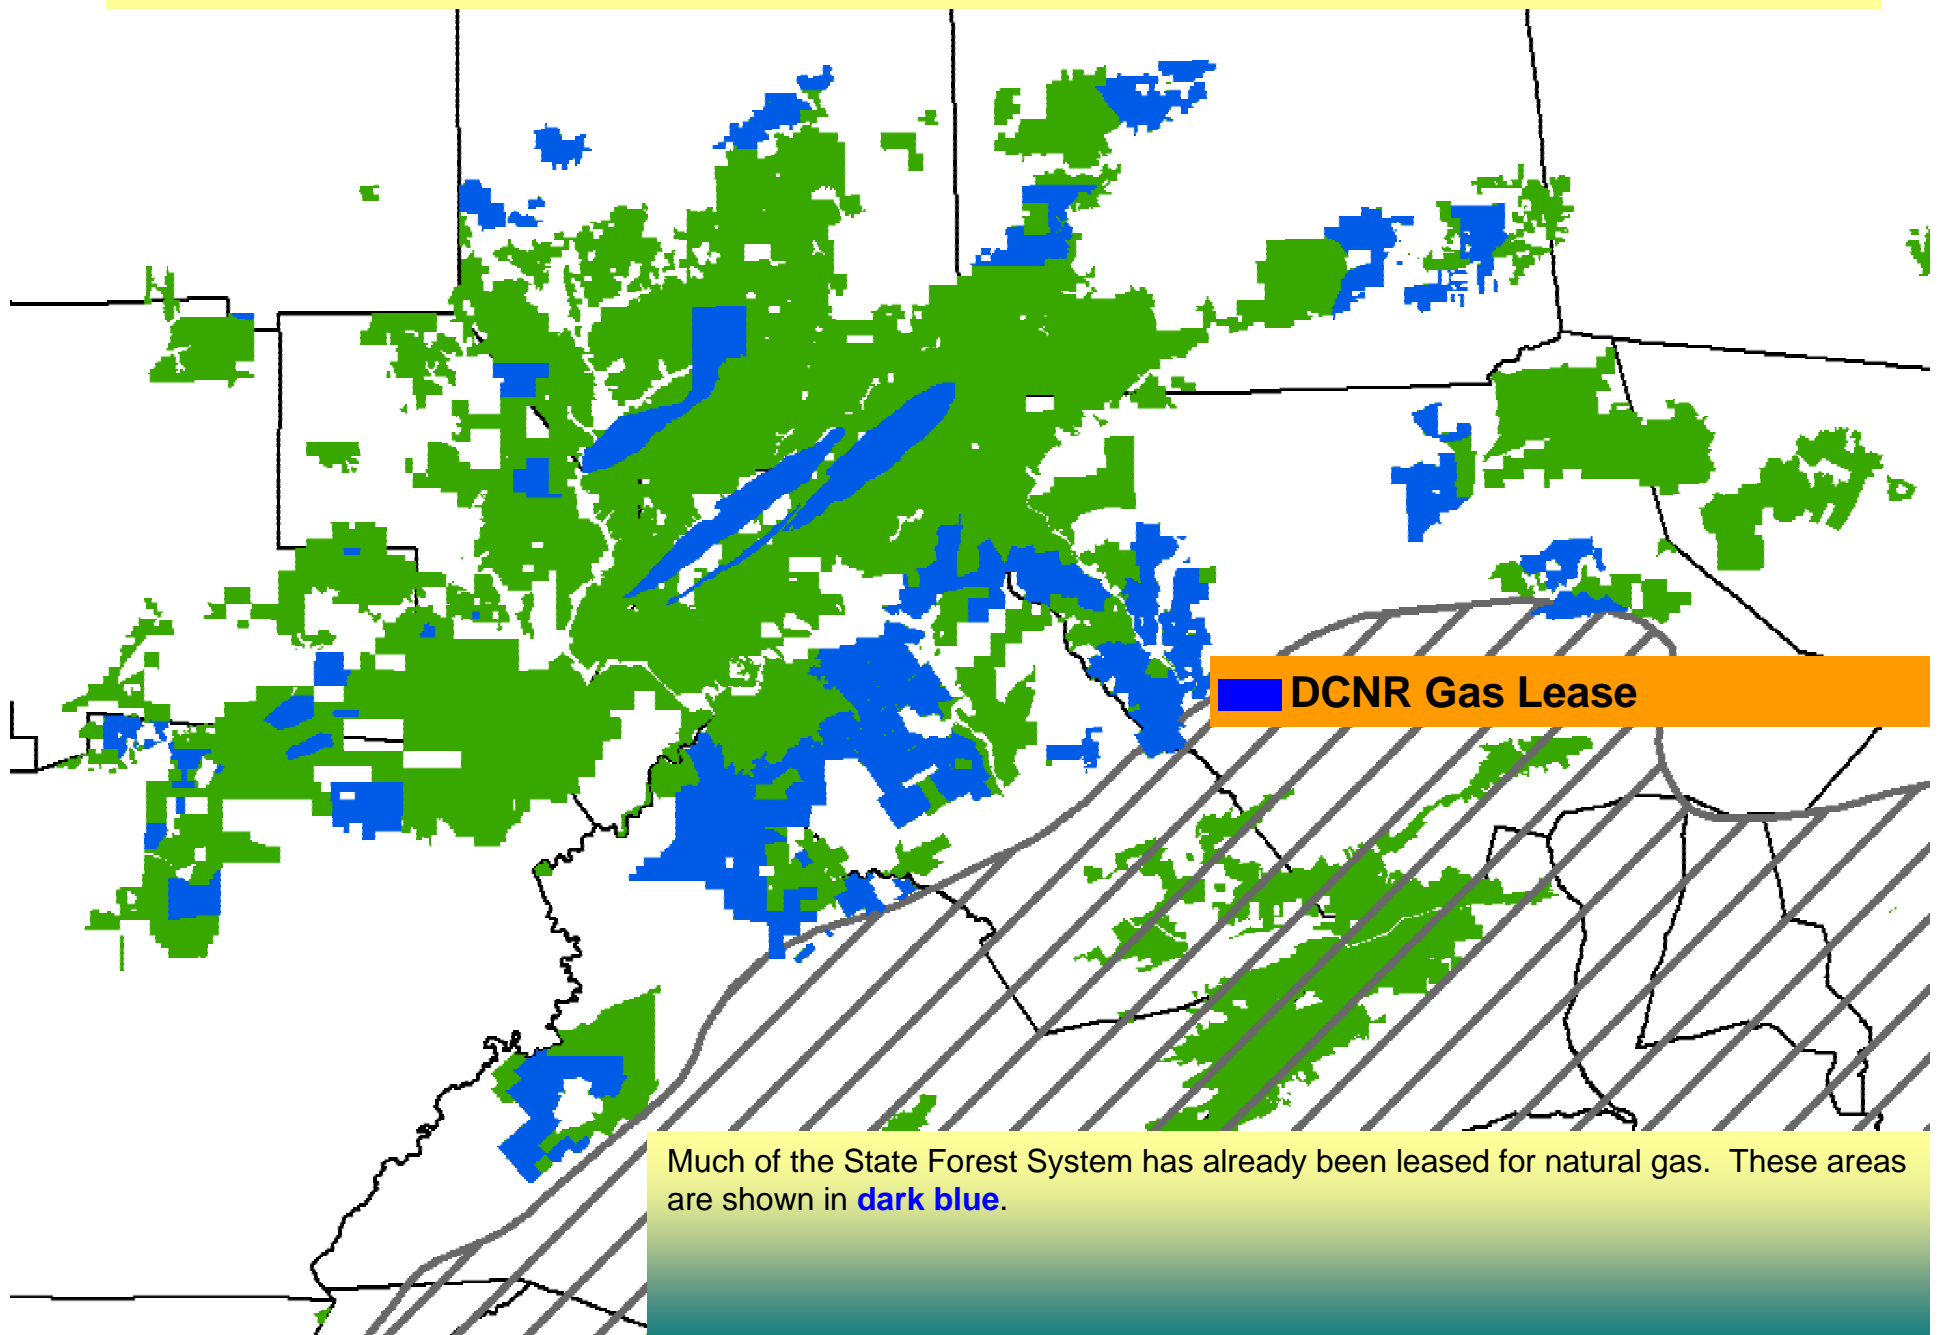 DCNR Gas Lease
Much of the State Forest System has already been leased for natural gas.  These areas
are shown in dark blue.